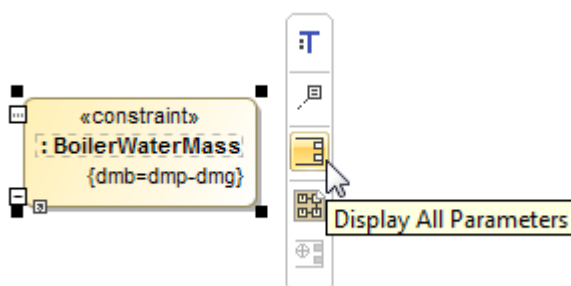 :T
«constraint»
: BoilerWaterMass
{dmb=dmp-dmg}
Display All Parameters